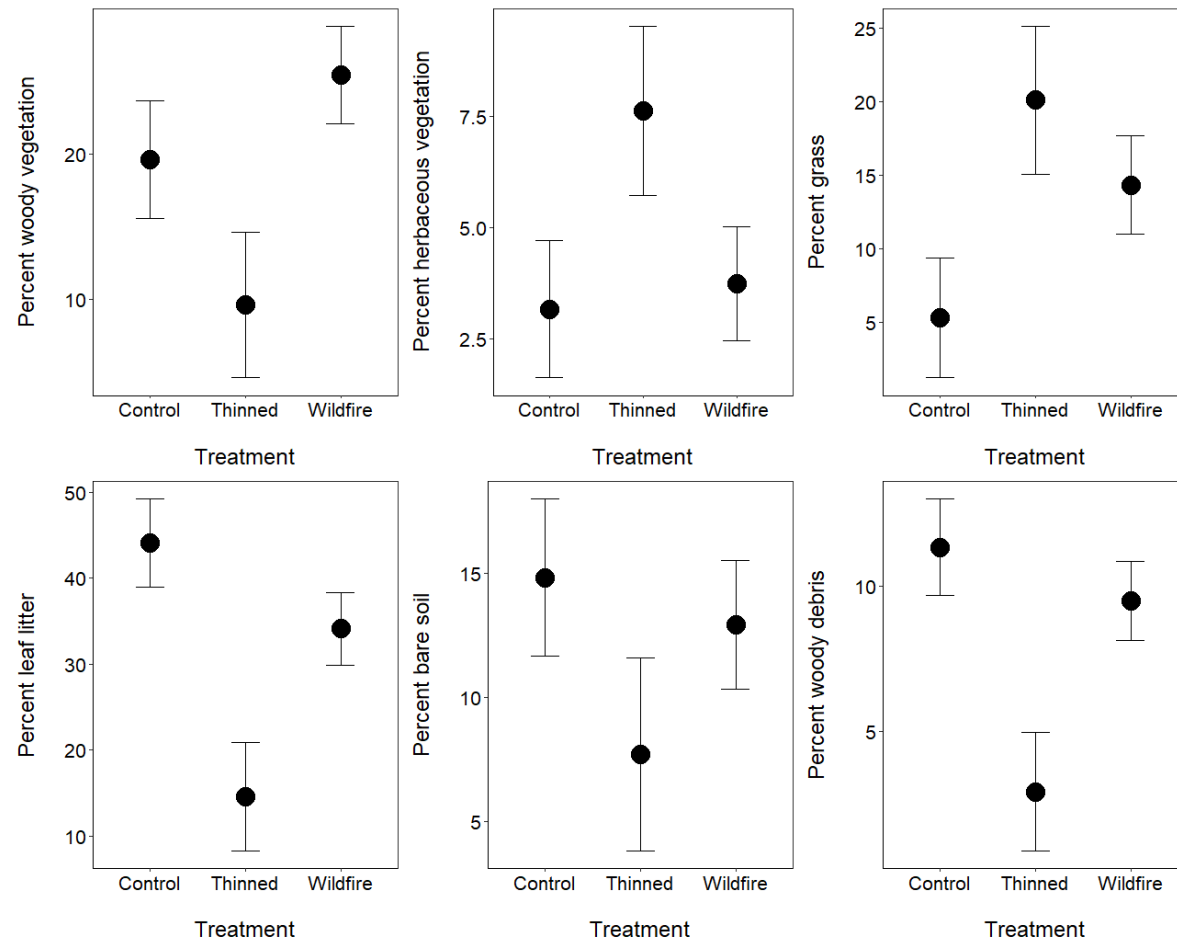 Percent woody vegetation
20
10
Control Thinned Wildfire
Treatment
Percent herbaceous vegetation
7.5
5.0
2.5
Control Thinned Wildfire
Treatment
Percent grass
25
20
15
10
5
Control Thinned Wildfire
Treatment
Percent leaf litter
50
40
30
20
10
Control Thinned Wildfire
Treatment
Percent bare soil
15
10
5
Control Thinned Wildfire
Treatment
Percent woody debris
10
5
Control Thinned Wildfire
Treatment